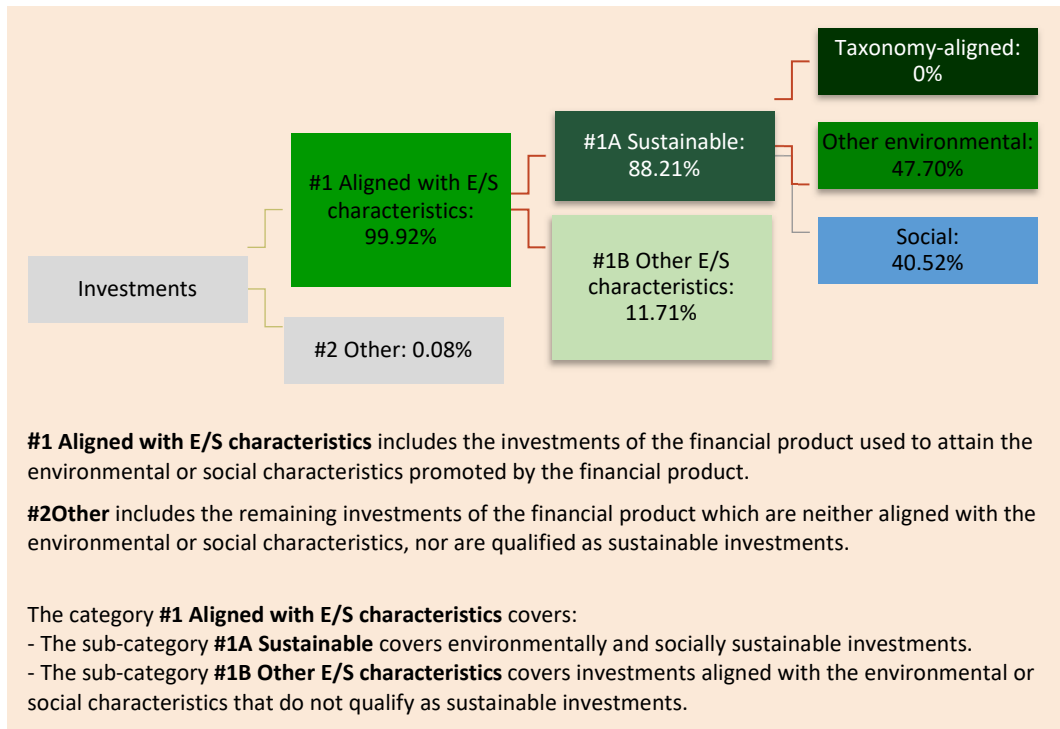 Taxonomy-aligned:
0%
#1A Sustainable:
88.21%
Other environmental:
47.70%
#1 Aligned with E/S
characteristics:
99.92%
Social:
40.52%
#1B Other E/S
characteristics:
11.71%
Investments
#2 Other: 0.08%
#1 Aligned with E/S characteristics includes the investments of the financial product used to attain the
environmental or social characteristics promoted by the financial product.
#2Other includes the remaining investments of the financial product which are neither aligned with the
environmental or social characteristics, nor are qualified as sustainable investments.
The category #1 Aligned with E/S characteristics covers:
- The sub-category #1A Sustainable covers environmentally and socially sustainable investments.
- The sub-category #1B Other E/S characteristics covers investments aligned with the environmental or
social characteristics that do not qualify as sustainable investments.